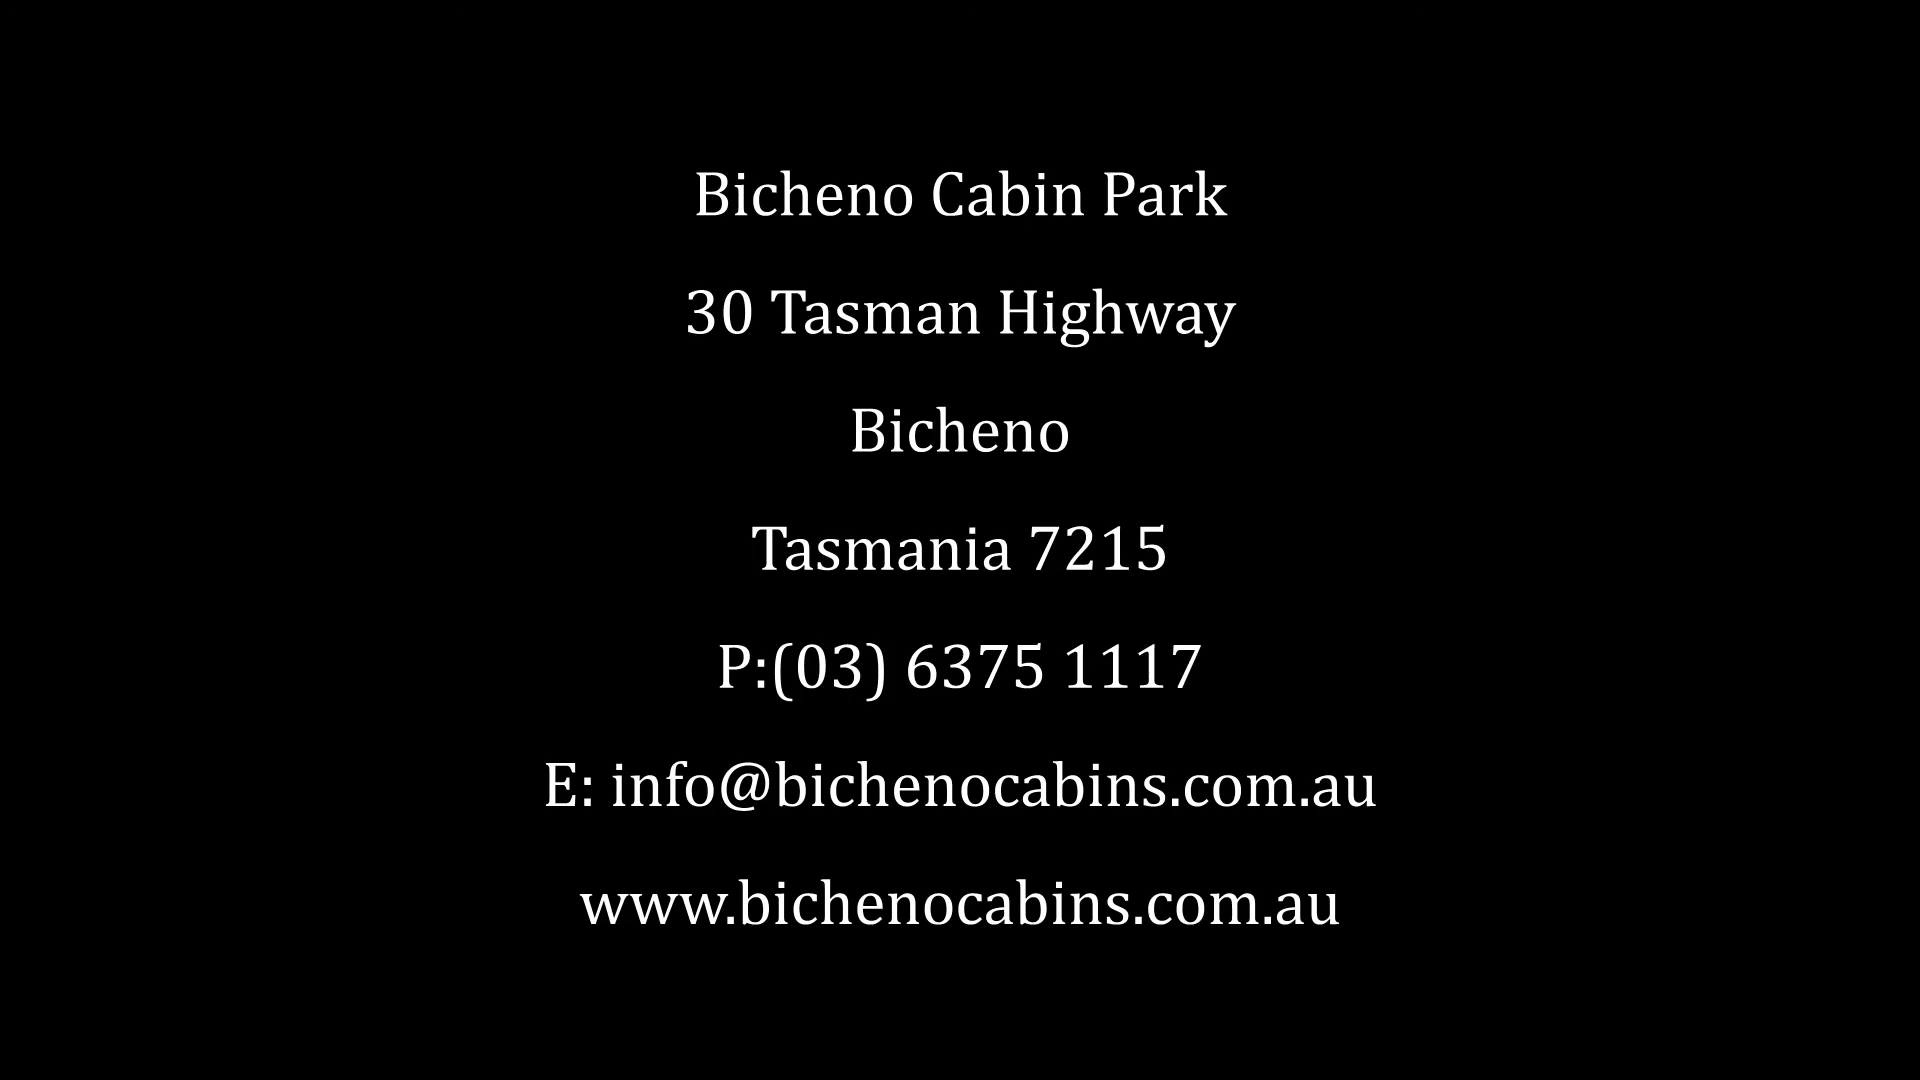 Bicheno Cabin Park
30 Tasman Highway
Bicheno
Tasmania 7215
P:(03) 6375 1117
E: info@bichenocabins.com.au
www.bichenocabins.com.au